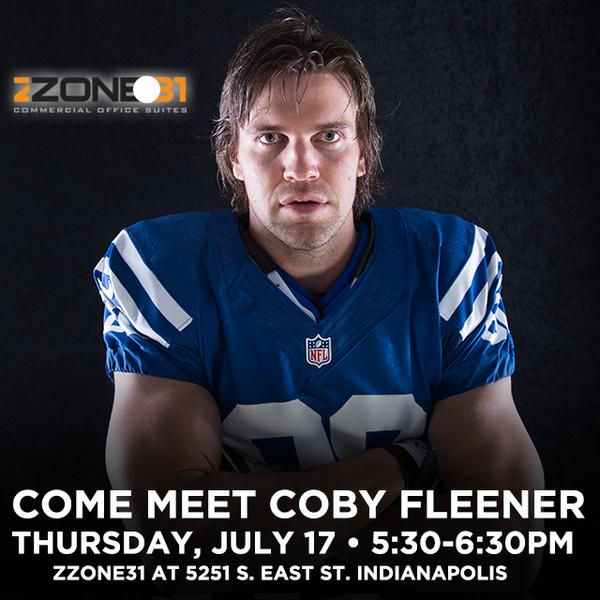 ZZONE31
COMMERCIAL OFFICE SUITES
NFL
COME MEET COBY FLEENER
THURSDAY, JULY 17 • 5:30-6:30PM
ZZONE31 AT 5251 S. EAST ST. INDIANAPOLIS